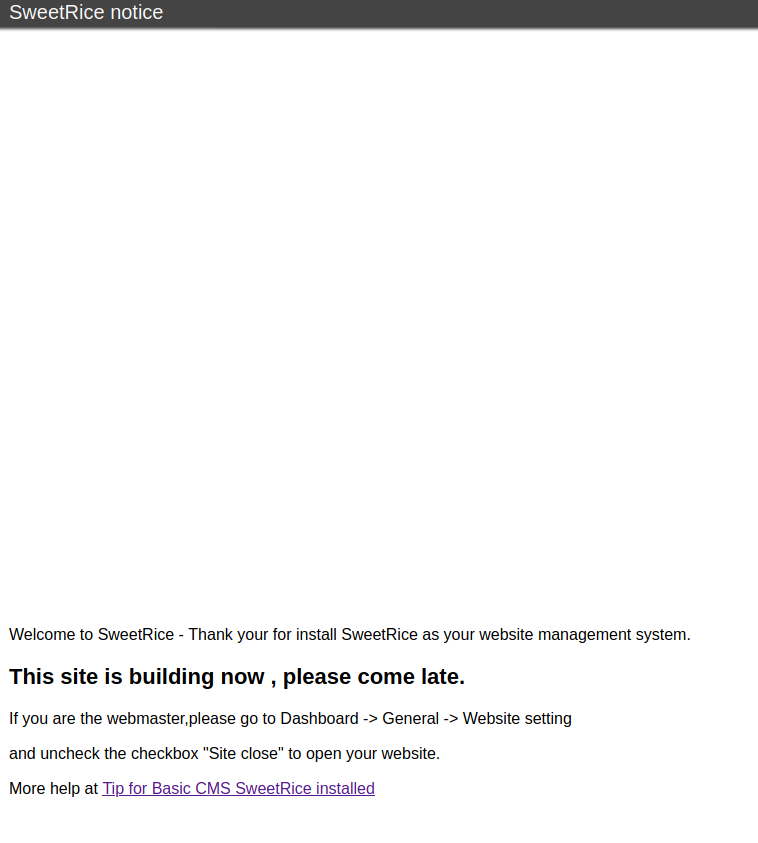 SweetRice notice
Welcome to SweetRice - Thank your for install SweetRice as your website management system.
This site is building now , please come late.
If you are the webmaster,please go to Dashboard -> General -> Website setting
and uncheck the checkbox "Site close" to open your website.
More help at Tip for Basic CMS SweetRice installed